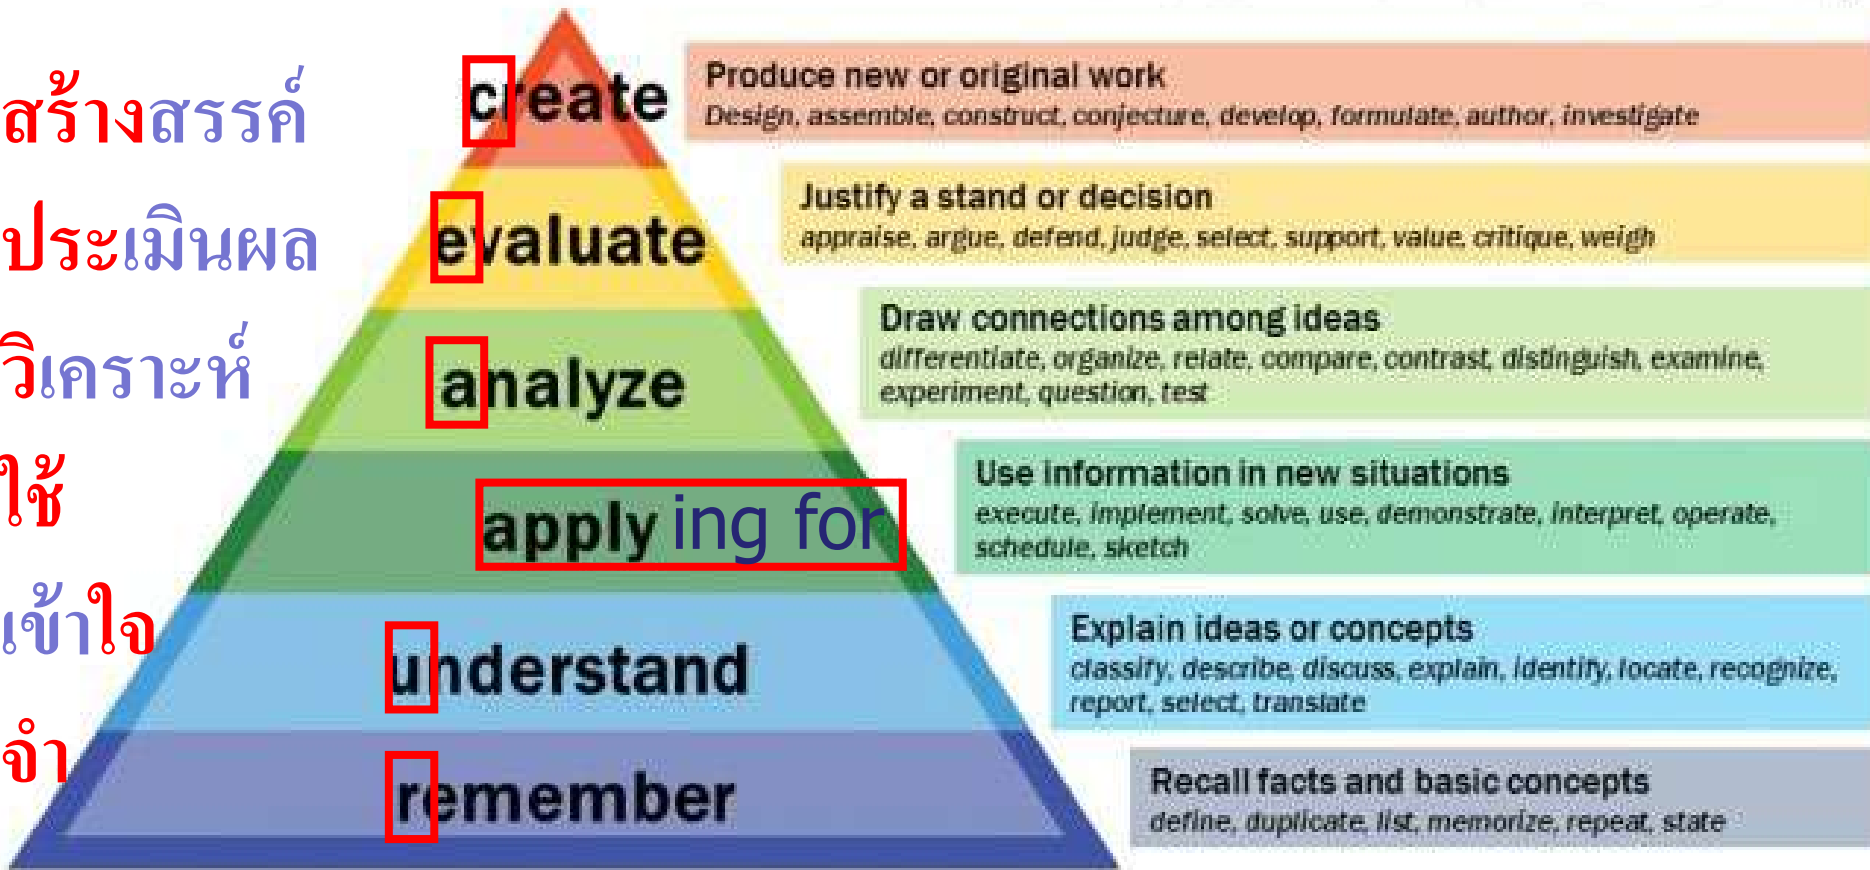 สร้างสรรค์
create
Produce new or original work
Design, assemble, construct, conjecture, develop, formulate, author, investigate
ประเมินผล
evaluate
Justify a stand or decision
appraise, argue, defend, judge, select, support, value, critique, weigh
วิเคราะห์
analyze
Draw connections among ideas
differentiate, organize, relate, compare, contrast, distinguish, examine,
experiment, question, test
ใช้
apply ing for
Use information in new situations
execute, implement, solve, use, demonstrate, interpret, operate,
schedule, sketch
เข้าใจ
understand
Explain ideas or concepts
classify, describe, discuss, explain, identify, locate, recognize,
report, select, translate
จำ
remember
Recall facts and basic concepts
define, duplicate, list, memorize, repeat, state